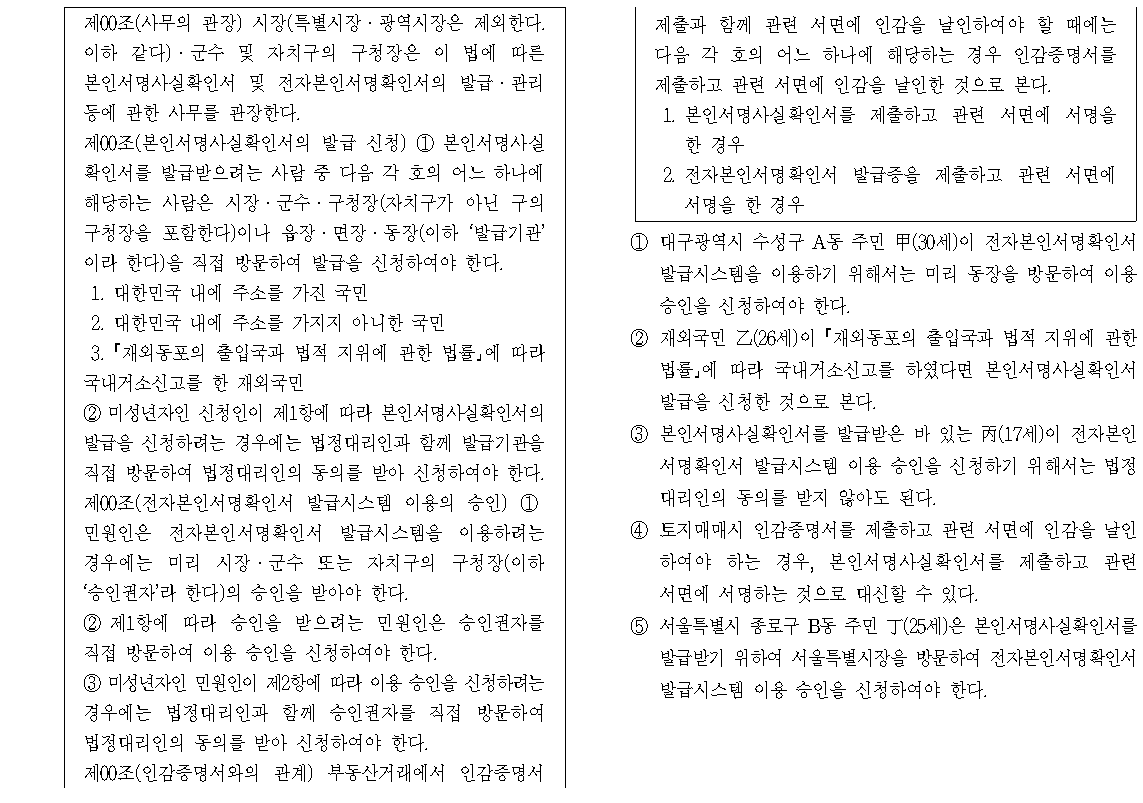 제00조(사무의 관장) 시장(특별시장ㆍ광역시장은 제외한다.
이하 같다)ㆍ군수 및 자치구의 구청장은 이 법에 따른
본인서명사실확인서 및 전자본인서명확인서의 발급ㆍ관리
등에 관한 사무를 관장한다.
제00조(본인서명사실확인서의 발급 신청) ① 본인서명사실
확인서를 발급받으려는 사람 중 다음 각 호의 어느 하나에
해당하는 사람은 시장ㆍ군수ㆍ구청장(자치구가 아닌 구의
구청장을 포함한다)이나 읍장ㆍ면장ㆍ동장(이하 ‘발급기관’
이라 한다)을 직접 방문하여 발급을 신청하여야 한다.
1. 대한민국 내에 주소를 가진 국민
2. 대한민국 내에 주소를 가지지 아니한 국민
3. 「재외동포의 출입국과 법적 지위에 관한 법률」에 따라
국내거소신고를 한 재외국민
② 미성년자인 신청인이 제1항에 따라 본인서명사실확인서의
발급을 신청하려는 경우에는 법정대리인과 함께 발급기관을
직접 방문하여 법정대리인의 동의를 받아 신청하여야 한다.
제00조(전자본인서명확인서 발급시스템 이용의 승인) ①
민원인은 전자본인서명확인서 발급시스템을 이용하려는
경우에는 미리 시장ㆍ군수 또는 자치구의 구청장(이하
‘승인권자’라 한다)의 승인을 받아야 한다.
② 제1항에 따라 승인을 받으려는 민원인은 승인권자를
직접 방문하여 이용 승인을 신청하여야 한다.
③ 미성년자인 민원인이 제2항에 따라 이용 승인을 신청하려는
경우에는 법정대리인과 함께 승인권자를 직접 방문하여
법정대리인의 동의를 받아 신청하여야 한다.
제00조(인감증명서와의 관계) 부동산거래에서 인감증명서
제출과 함께 관련 서면에 인감을 날인하여야 할 때에는
다음 각 호의 어느 하나에 해당하는 경우 인감증명서를
제출하고 관련 서면에 인감을 날인한 것으로 본다.
1. 본인서명사실확인서를 제출하고 관련 서면에 서명을
한 경우
2. 전자본인서명확인서 발급증을 제출하고 관련 서면에
서명을 한 경우
① 대구광역시 수성구 A동 주민 甲(30세)이 전자본인서명확인서
발급시스템을 이용하기 위해서는 미리 동장을 방문하여 이용
승인을 신청하여야 한다.
② 재외국민 乙(26세)이 「재외동포의 출입국과 법적 지위에 관한
법률」에 따라 국내거소신고를 하였다면 본인서명사실확인서
발급을 신청한 것으로 본다.
③ 본인서명사실확인서를 발급받은 바 있는 丙(17세)이 전자본인
서명확인서 발급시스템 이용 승인을 신청하기 위해서는 법정
대리인의 동의를 받지 않아도 된다.
④ 토지매매시 인감증명서를 제출하고 관련 서면에 인감을 날인
하여야 하는 경우, 본인서명사실확인서를 제출하고 관련
서면에 서명하는 것으로 대신할 수 있다.
⑤ 서울특별시 종로구 B동 주민 丁(25세)은 본인서명사실확인서를
발급받기 위하여 서울특별시장을 방문하여 전자본인서명확인서
발급시스템 이용 승인을 신청하여야 한다.